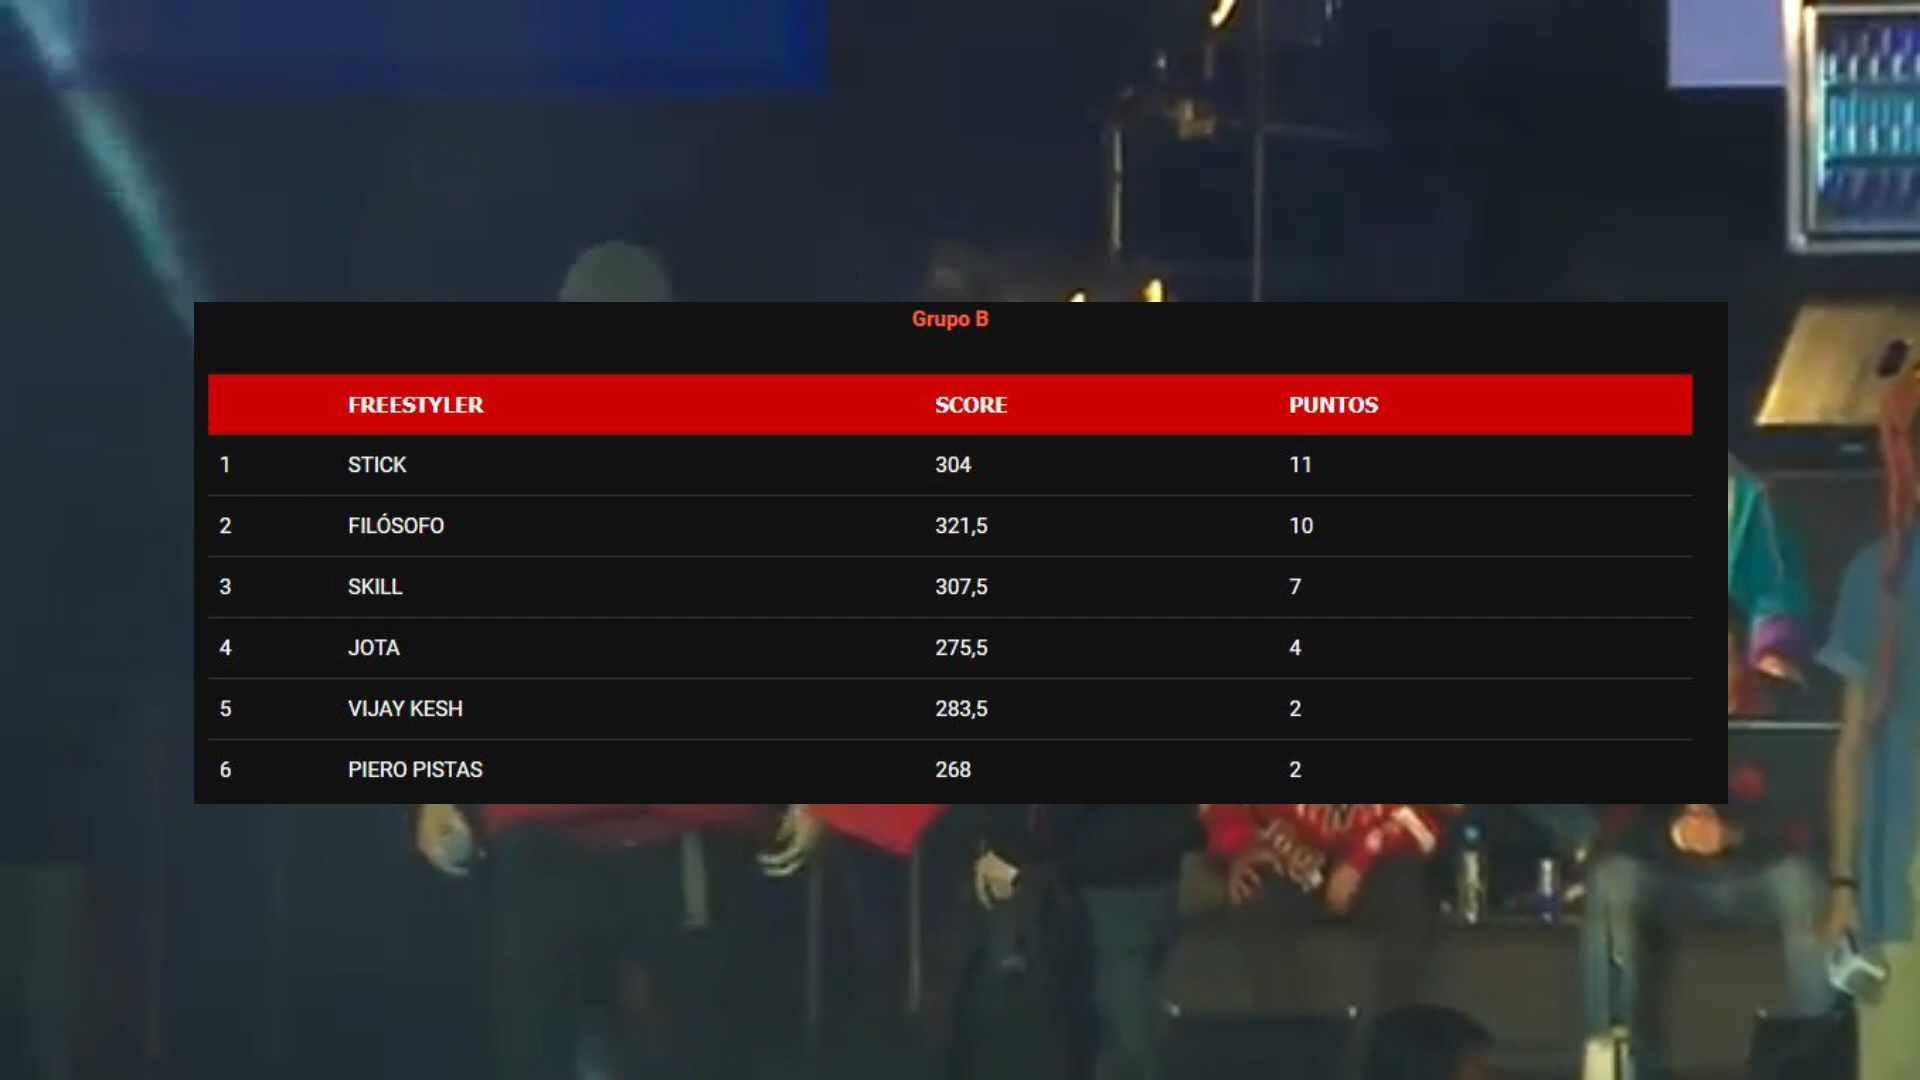 Grupo B
FREESTYLER SCORE PUNTOS
1 STICK 304 11
2 FILÓSOFO 321,5 10
3 SKILL 307,5 7
4 JOTA 275,5 4
5 VIJAY KESH 283,5 2
6 PIERO PISTAS 268 2